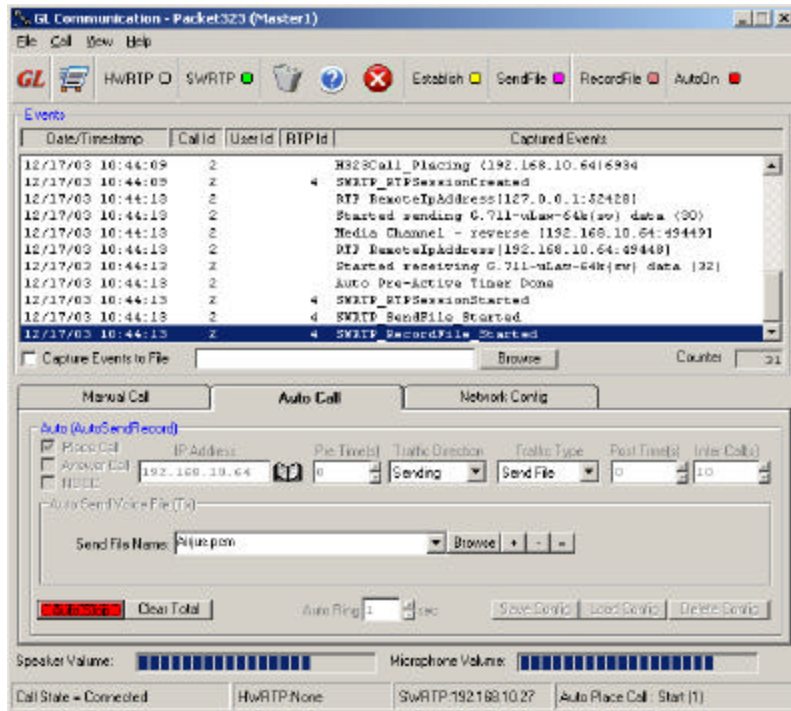 GL Communication - Packet323 (Master1)
File Call View Help
GL HwRTP SWRTP Establish SendFile RecordFile AutoOn
Events
Date/Timestamp Call Id User Id RTP Id Captured Events
12/17/03 10:44:09 2 H323Call_Placing (192.168.10.64)6934
12/17/03 10:44:09 2 4 SWRTP_RTPSessionCreated
12/17/03 10:44:13 2 RTP RemoteIpAddress[127.0.0.1:52428]
12/17/03 10:44:13 2 Started sending G.711-uLaw-64k{sw} data (30)
12/17/03 10:44:13 2 Media Channel - reverse [192.168.10.64:49449]
12/17/03 10:44:13 2 RTP RemoteIpAddress[192.168.10.64:49448]
12/17/03 10:44:13 2 Started receiving G.711-uLaw-64k{sw} data (32)
12/17/03 10:44:13 2 Auto Pre-Active Timer Done
12/17/03 10:44:13 2 4 SWRTP_RTPSessionStarted
12/17/03 10:44:13 2 4 SWRTP_SendFile_Started
12/17/03 10:44:13 2 4 SWRTP_RecordFile_Started
Capture Events to File Browse Counter 31
Manual Call Auto Call Network Config
Auto (AutoSendRecord)
Place Call IP Address Pre Time(s) Traffic Direction Traffic Type Post Time(s) Inter Call(s)
Answer Call 192.168.10.64 0 Sending Send File 0 10
Auto Send Voice File (Tx)
Send File Name: Browse + - =
Auto Stop Clear Total Auto Ring 1 sec Save Config Load Config Delete Config
Speaker Volume: Microphone Volume:
Call State = Connected HwRTP:None SwRTP:192.168.10.27 Auto Place Call : Start (1)